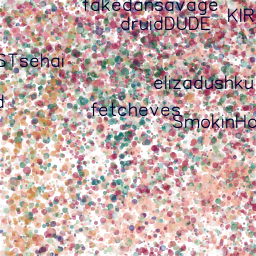 fakedansavage
KIR
druidDUDE
STsehai
elizadushku
fetcheves
SmokinHo